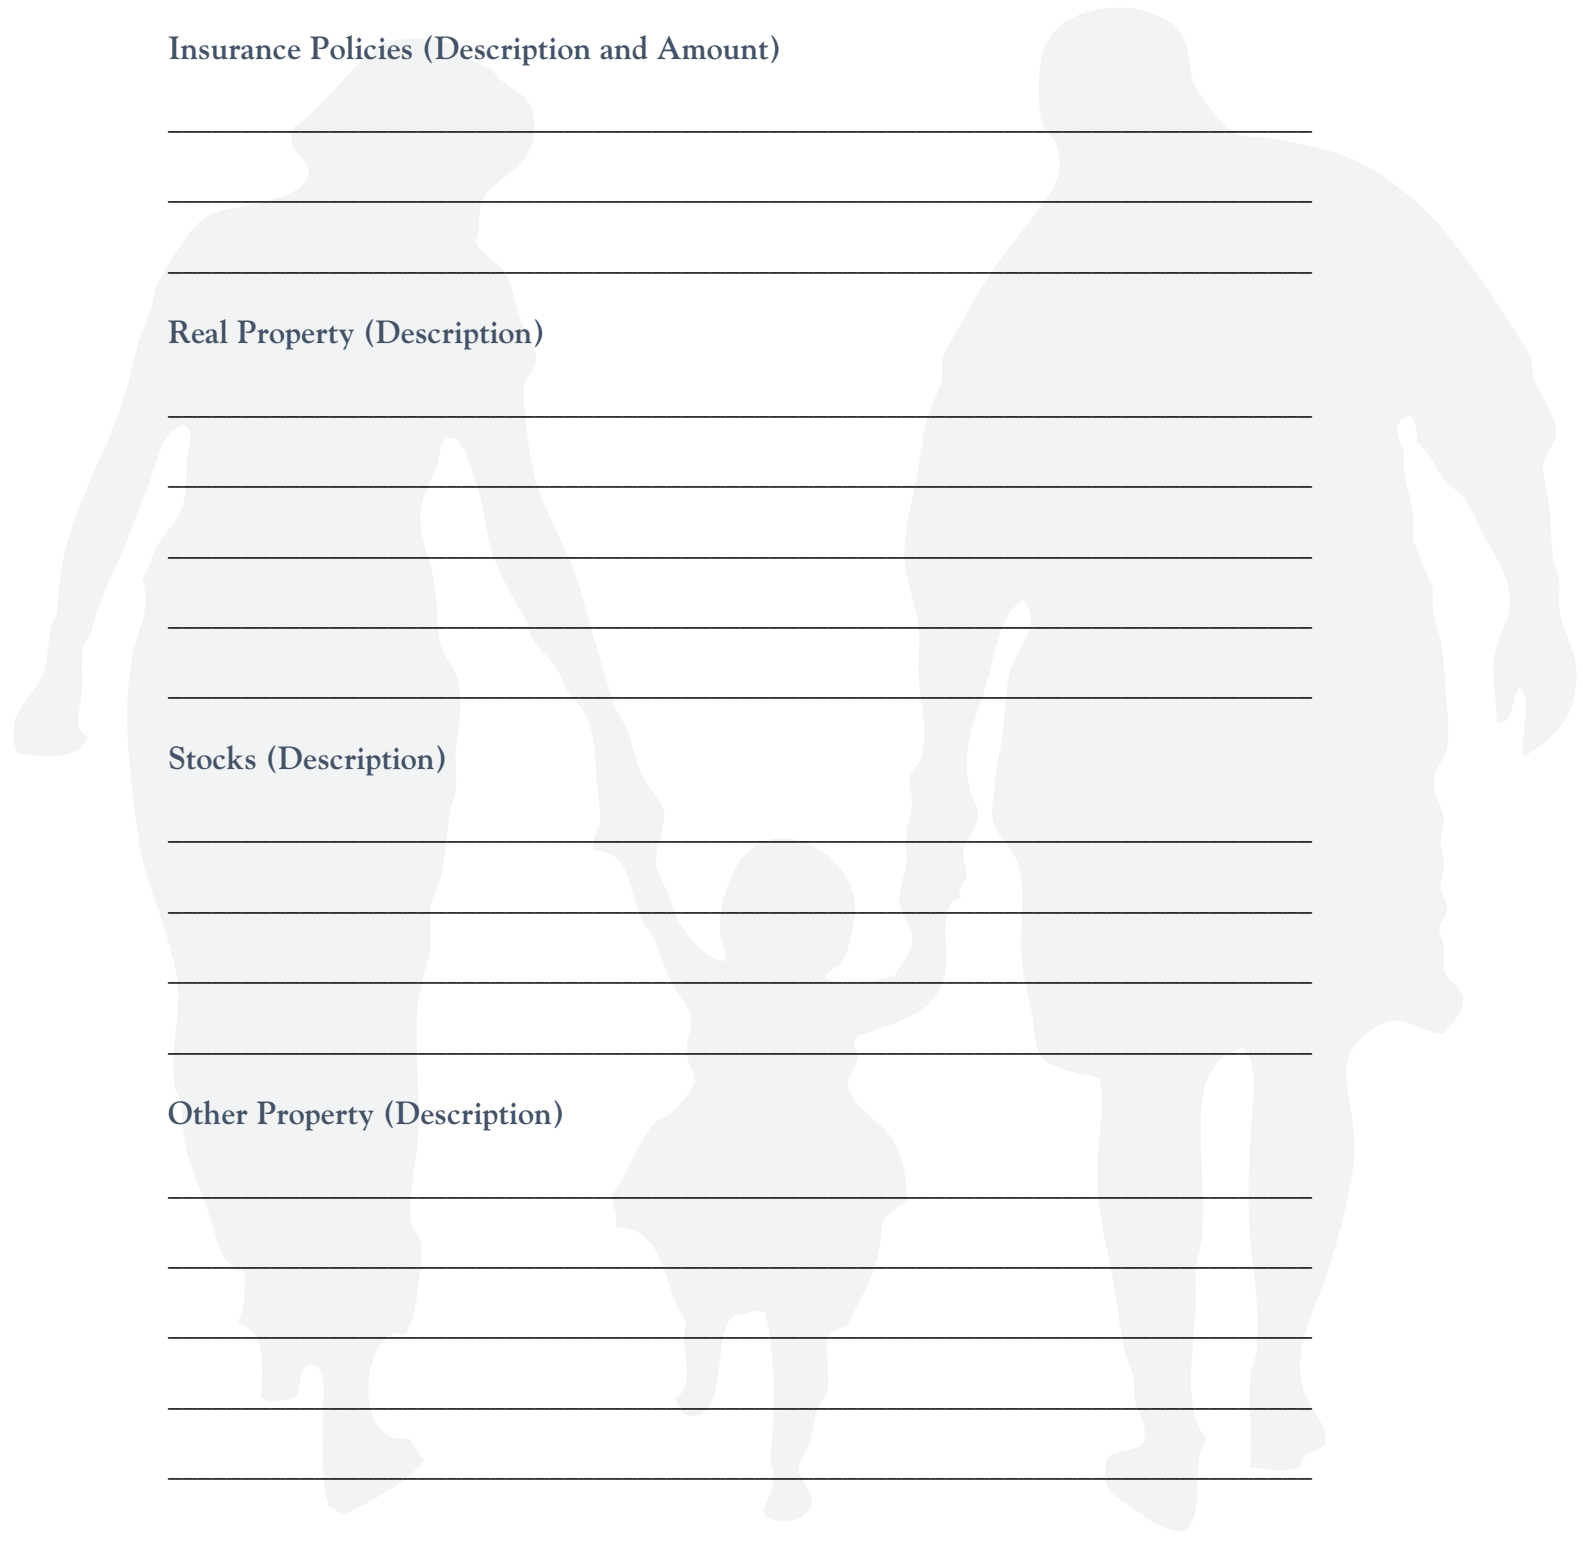 Insurance Policies (Description and Amount)
Real Property (Description)
Stocks (Description)
Other Property (Description)